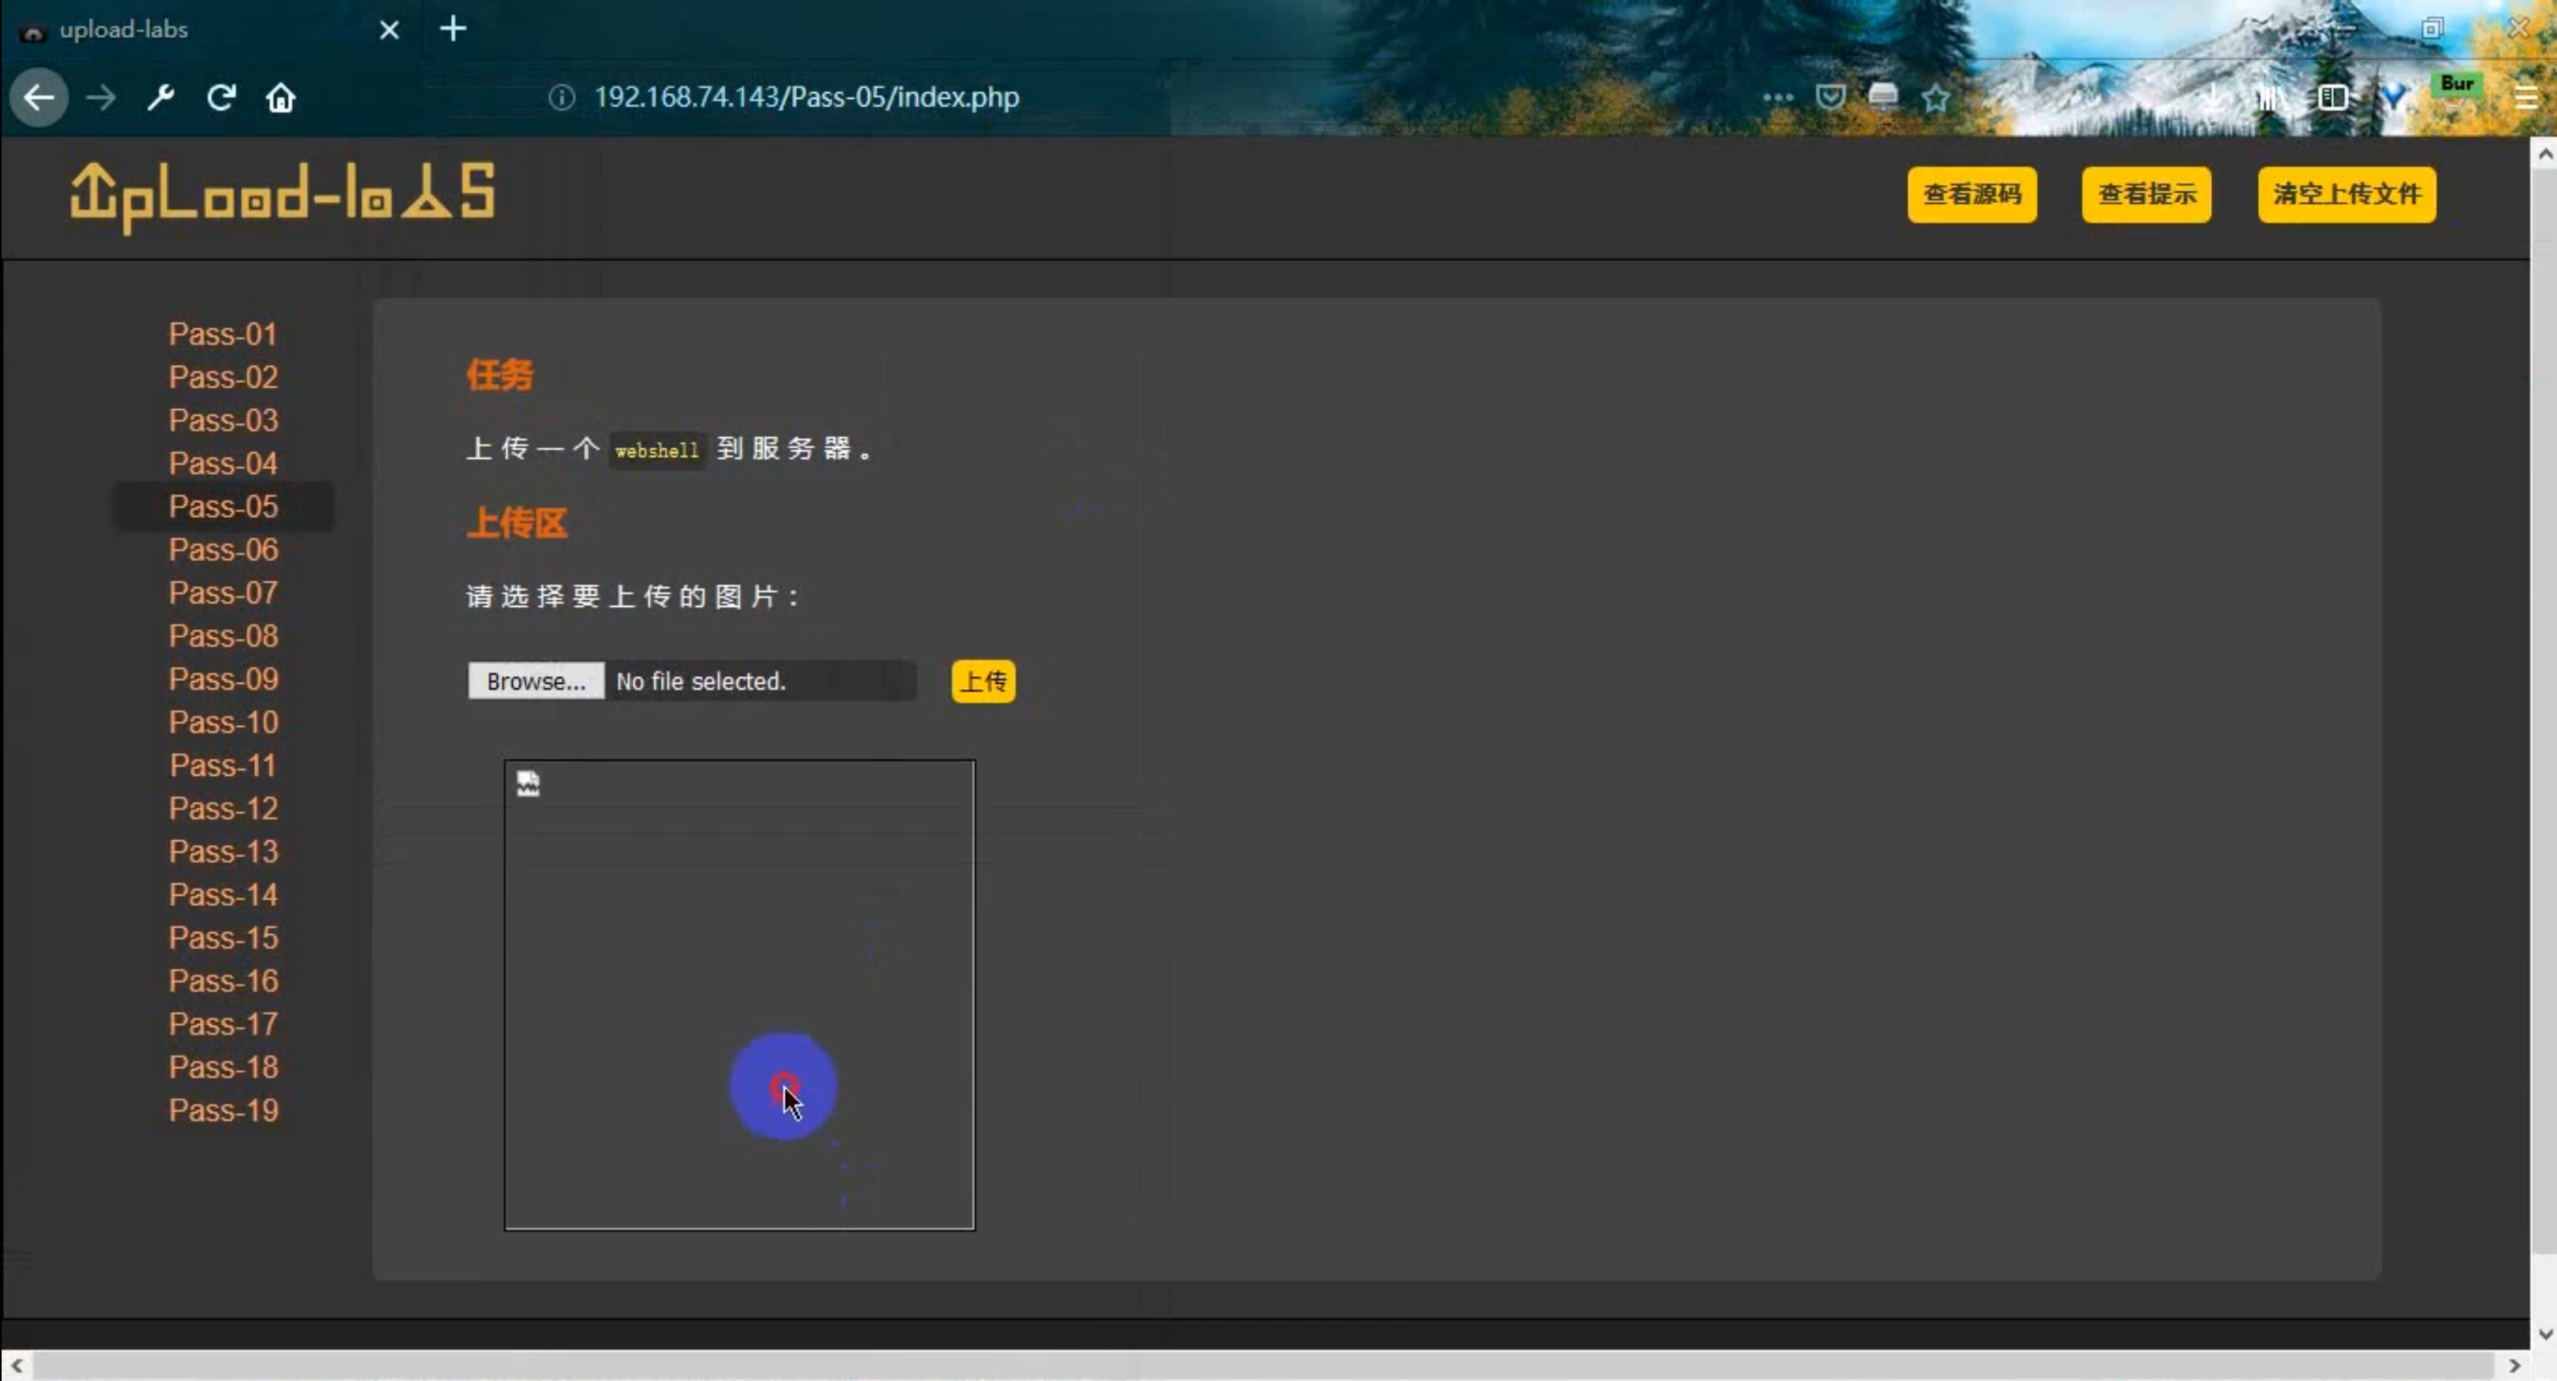 upload-labs
192.168.74.143/Pass-05/index.php
Bur
UpLoad-labS
查看源码
查看提示
清空上传文件
Pass-01
Pass-02
Pass-03
Pass-04
Pass-05
Pass-06
Pass-07
Pass-08
Pass-09
Pass-10
Pass-11
Pass-12
Pass-13
Pass-14
Pass-15
Pass-16
Pass-17
Pass-18
Pass-19
任务
上传一个 webshell 到服务器。
上传区
请选择要上传的图片：
Browse... No file selected. 上传